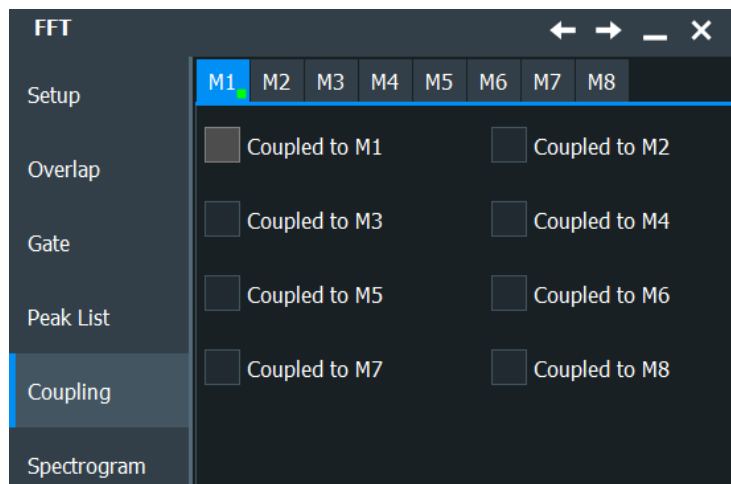 FFT
Setup
Overlap
Gate
Peak List
Coupling
Spectrogram
M1 M2 M3 M4 M5 M6 M7 M8
Coupled to M1 Coupled to M2
Coupled to M3 Coupled to M4
Coupled to M5 Coupled to M6
Coupled to M7 Coupled to M8